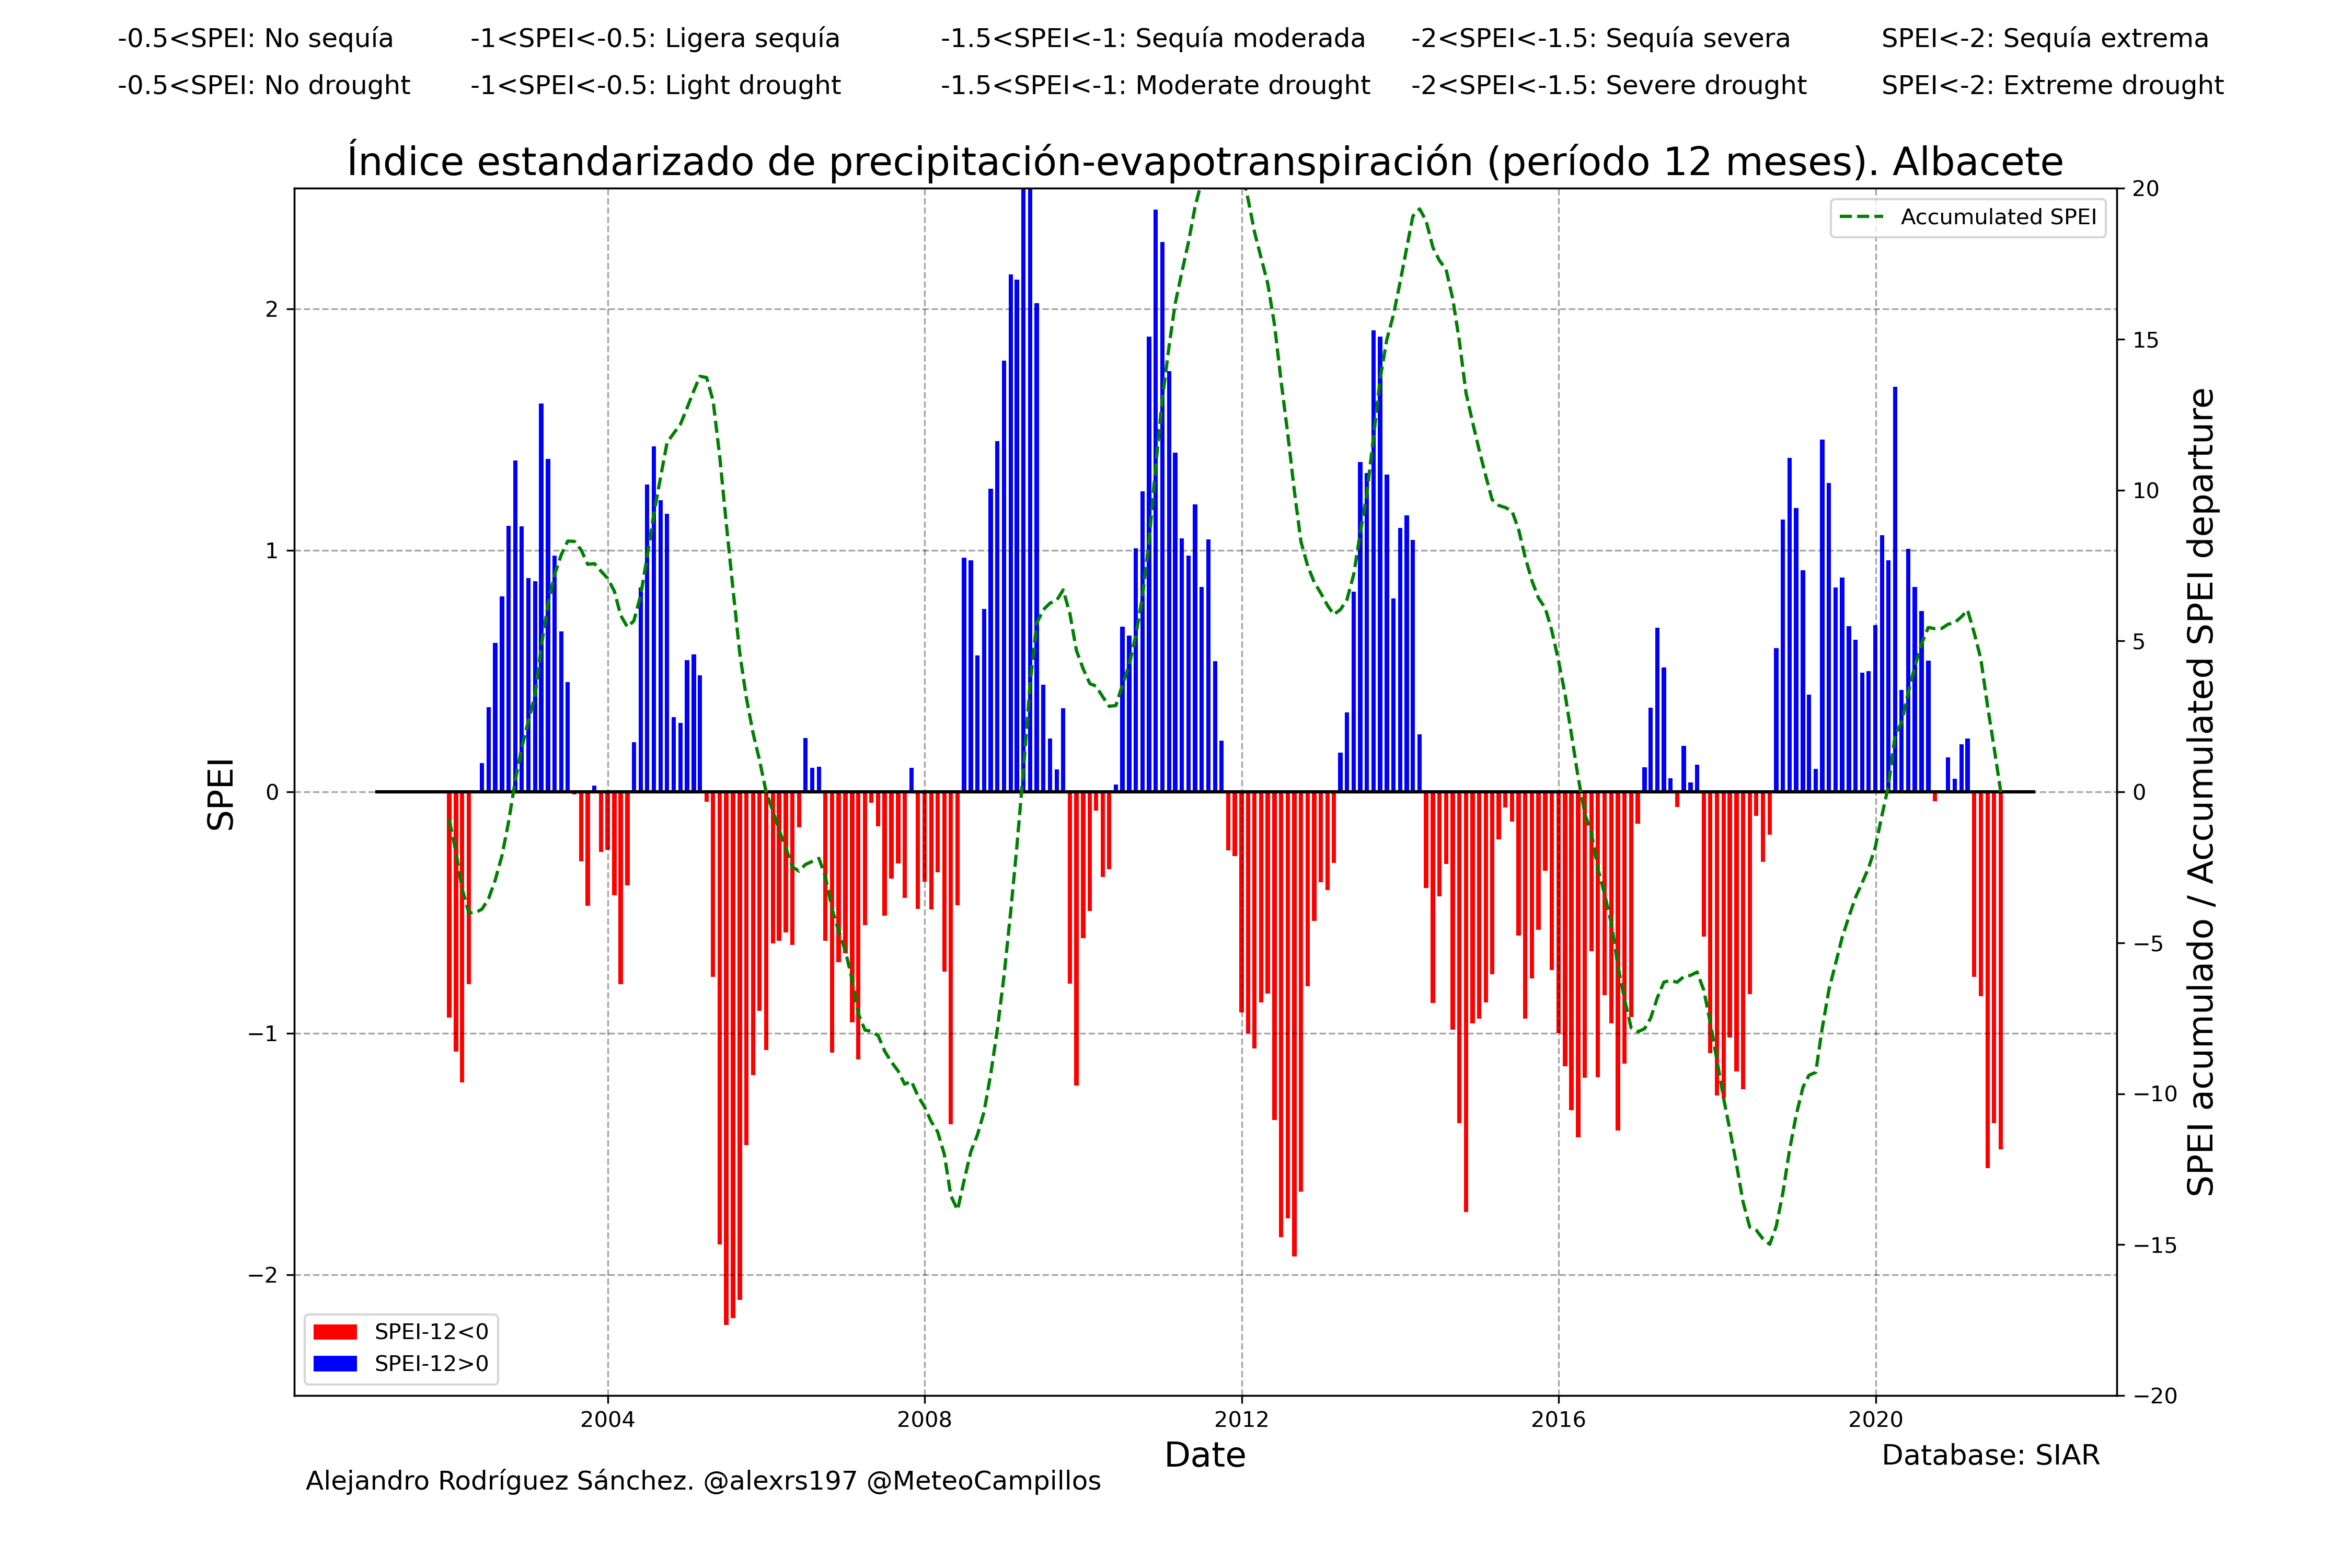 -0.5<SPEI: No sequía -1<SPEI<-0.5: Ligera sequía -1.5<SPEI<-1: Sequía moderada -2<SPEI<-1.5: Sequía severa SPEI<-2: Sequía extrema
-0.5<SPEI: No drought -1<SPEI<-0.5: Light drought -1.5<SPEI<-1: Moderate drought -2<SPEI<-1.5: Severe drought SPEI<-2: Extreme drought
Índice estandarizado de precipitación-evapotranspiración (período 12 meses). Albacete
Accumulated SPEI
SPEI
2
1
0
−1
−2
20
15
10
5
0
−5
−10
−15
−20
SPEI acumulado / Accumulated SPEI departure
SPEI-12<0
SPEI-12>0
2004 2008 2012 2016 2020
Date
Database: SIAR
Alejandro Rodríguez Sánchez. @alexrs197 @MeteoCampillos